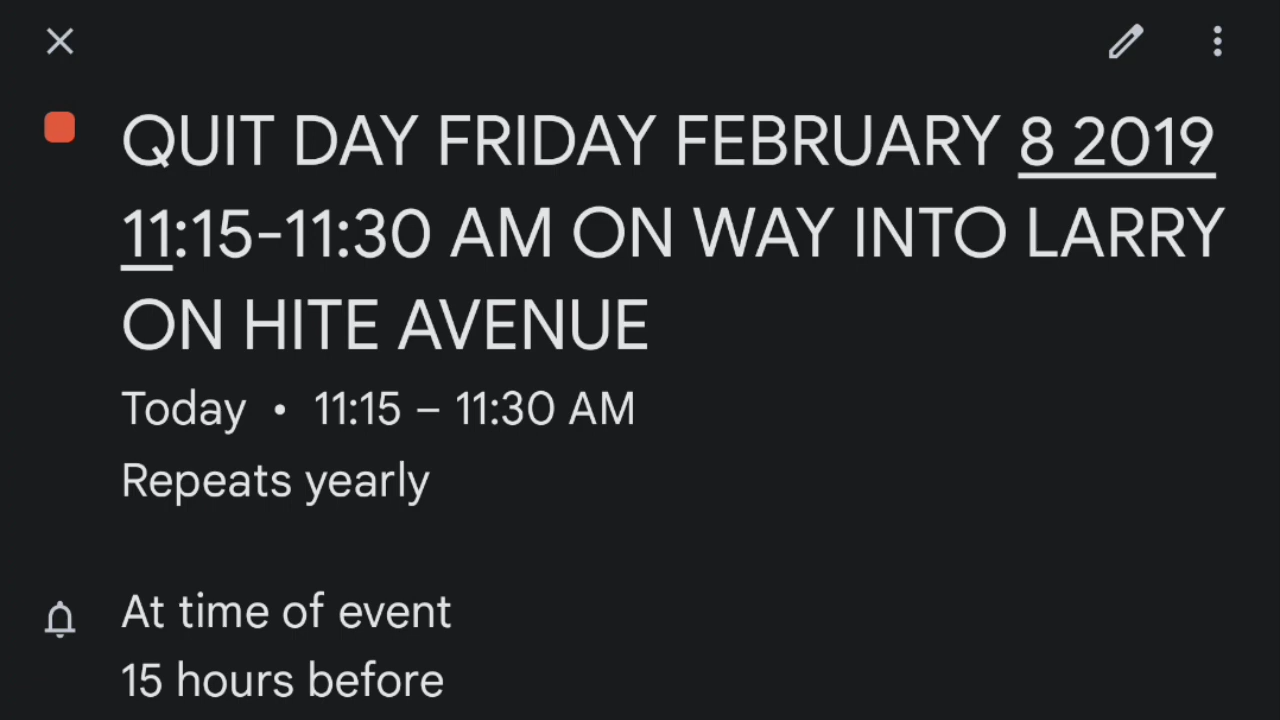 QUIT DAY FRIDAY FEBRUARY 8 2019
11:15-11:30 AM ON WAY INTO LARRY
ON HITE AVENUE
Today • 11:15 – 11:30 AM
Repeats yearly
At time of event
15 hours before